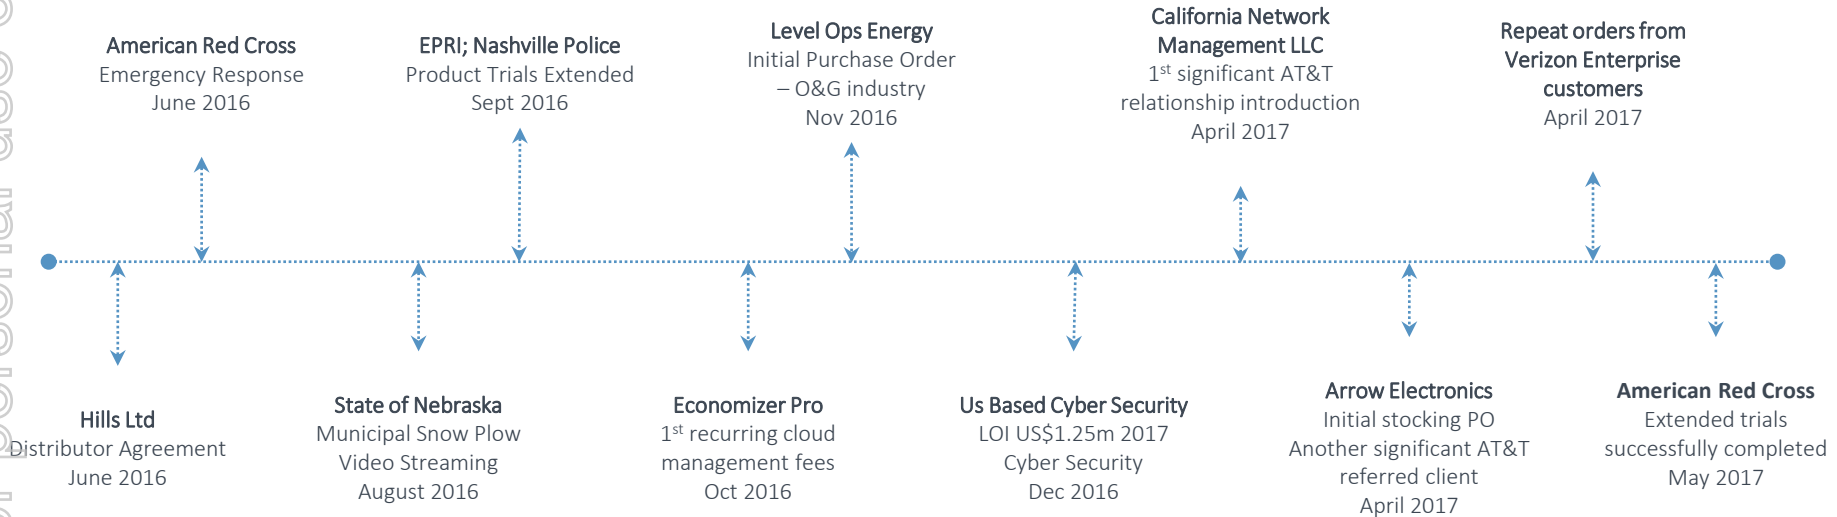 American Red Cross
Emergency Response
June 2016
EPRI; Nashville Police
Product Trials Extended
Sept 2016
Level Ops Energy
Initial Purchase Order
– O&G industry
Nov 2016
California Network
Management LLC
1st significant AT&T
relationship introduction
April 2017
Repeat orders from
Verizon Enterprise
customers
April 2017
Hills Ltd
Distributor Agreement
June 2016
State of Nebraska
Municipal Snow Plow
Video Streaming
August 2016
Economizer Pro
1st recurring cloud
management fees
Oct 2016
Us Based Cyber Security
LOI US$1.25m 2017
Cyber Security
Dec 2016
Arrow Electronics
Initial stocking PO
Another significant AT&T
referred client
April 2017
American Red Cross
Extended trials
successfully completed
May 2017